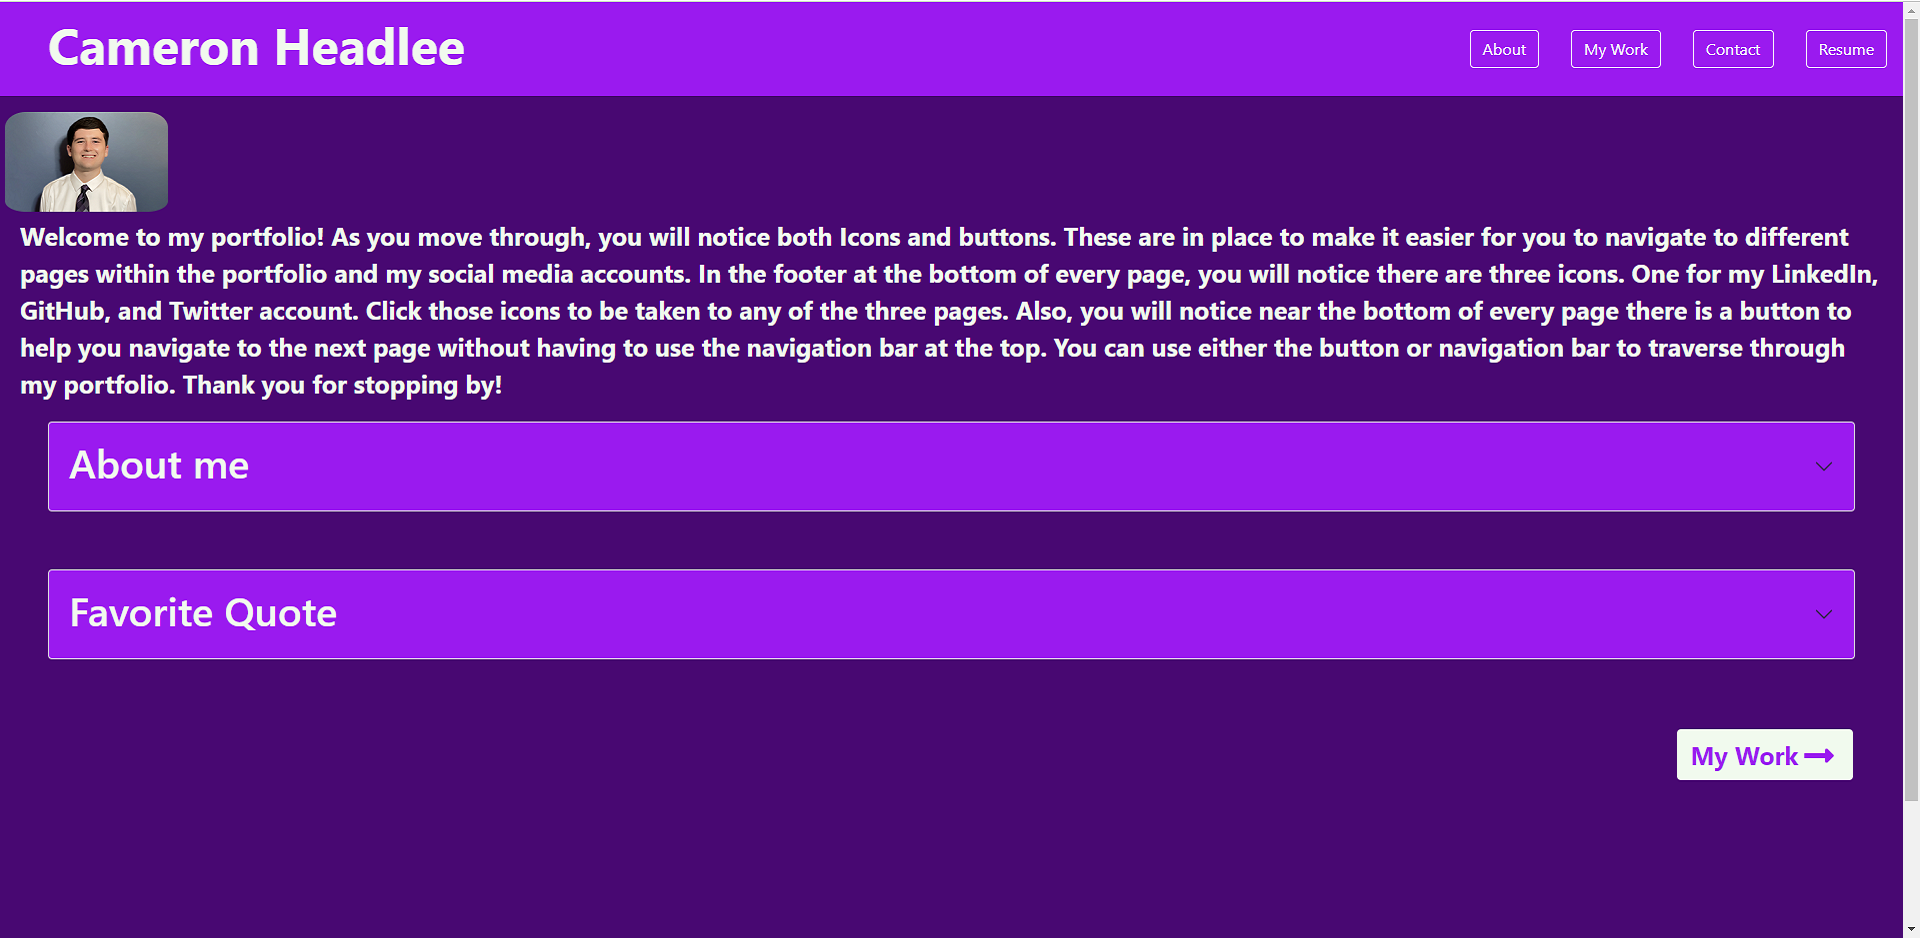 Cameron Headlee
About
My Work
Contact
Resume
Welcome to my portfolio! As you move through, you will notice both Icons and buttons. These are in place to make it easier for you to navigate to different
pages within the portfolio and my social media accounts. In the footer at the bottom of every page, you will notice there are three icons. One for my LinkedIn,
GitHub, and Twitter account. Click those icons to be taken to any of the three pages. Also, you will notice near the bottom of every page there is a button to
help you navigate to the next page without having to use the navigation bar at the top. You can use either the button or navigation bar to traverse through
my portfolio. Thank you for stopping by!
About me
Favorite Quote
My Work